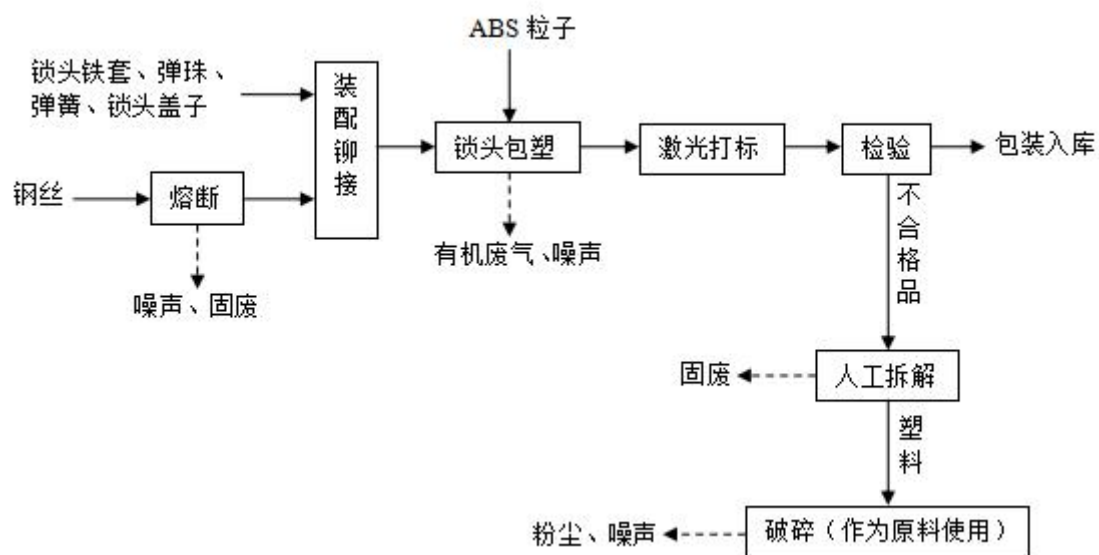 ABS 粒子
锁头铁套、弹珠、
弹簧、锁头盖子
装配铆接
锁头包塑
激光打标
检验
包装入库
钢丝
熔断
不合格品
有机废气、噪声
噪声、固废
固废
人工拆解
塑料
粉尘、噪声
破碎（作为原料使用）